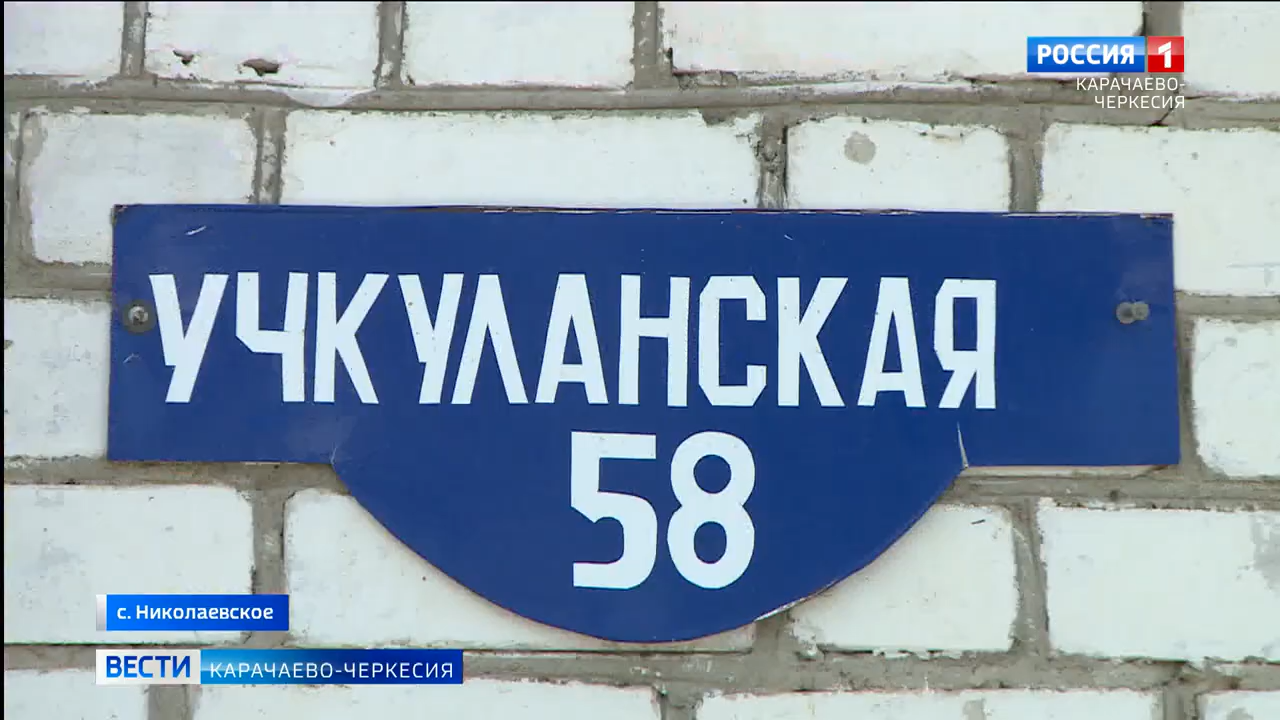 РОССИЯ 1
КАРАЧАЕВО-
ЧЕРКЕСИЯ
УЧКУЛАНСКАЯ
58
с. Николаевское
ВЕСТИ КАРАЧАЕВО-ЧЕРКЕСИЯ